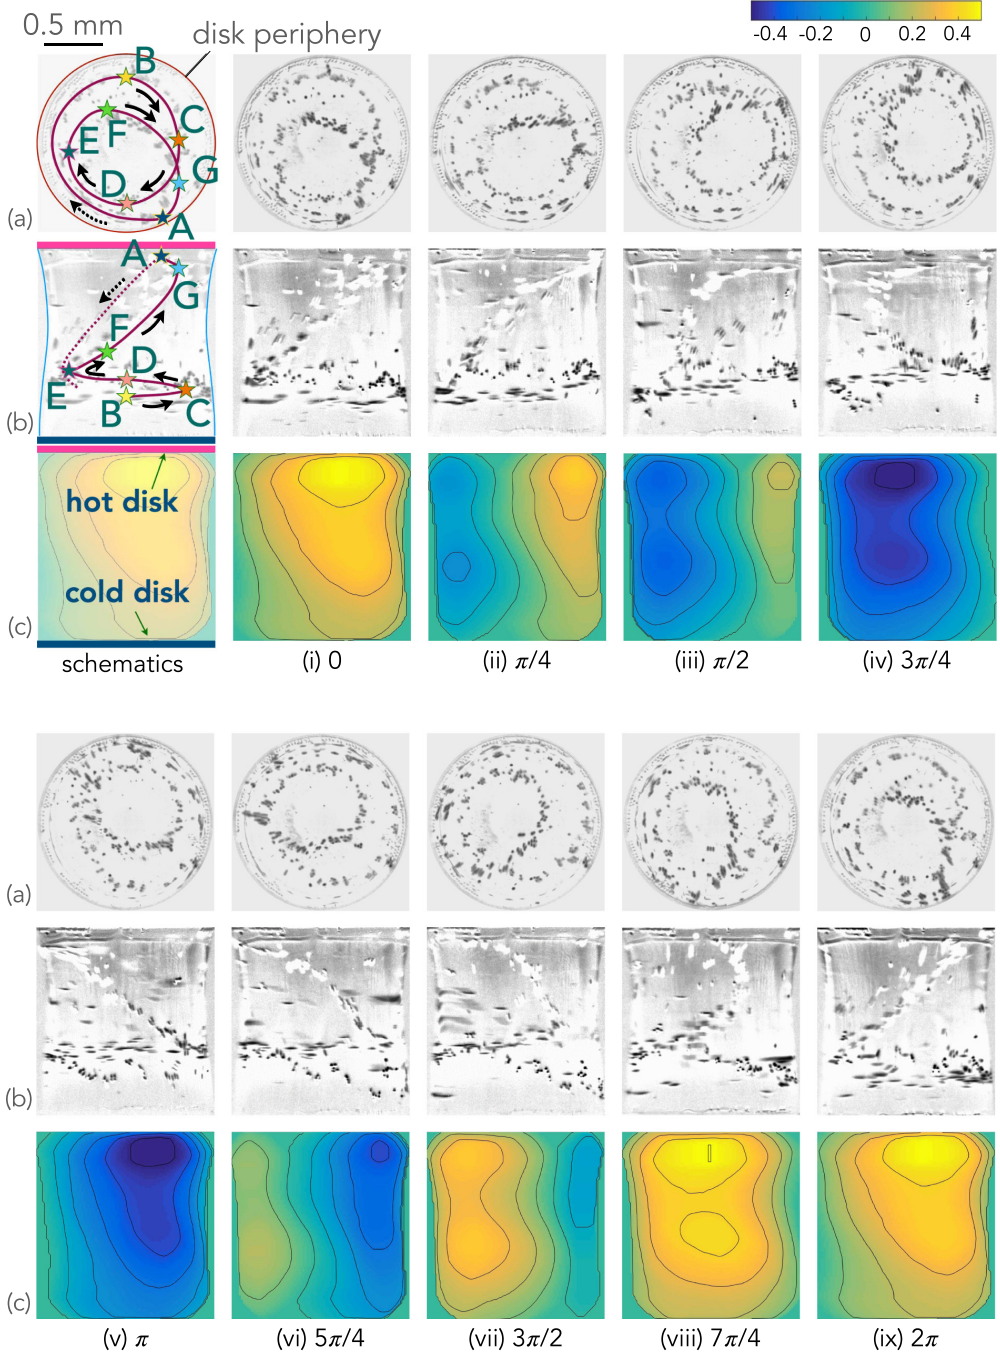 0.5 mm
disk periphery
-0.4 -0.2 0 0.2 0.4
B
C
E
F
D
G
A
(a)
A
G
F
D
E
B
C
(b)
hot disk
cold disk
(c)
schematics
(i) 0
(ii) π/4
(iii) π/2
(iv) 3π/4
(a)
(b)
(c)
(v) π
(vi) 5π/4
(vii) 3π/2
(viii) 7π/4
(ix) 2π